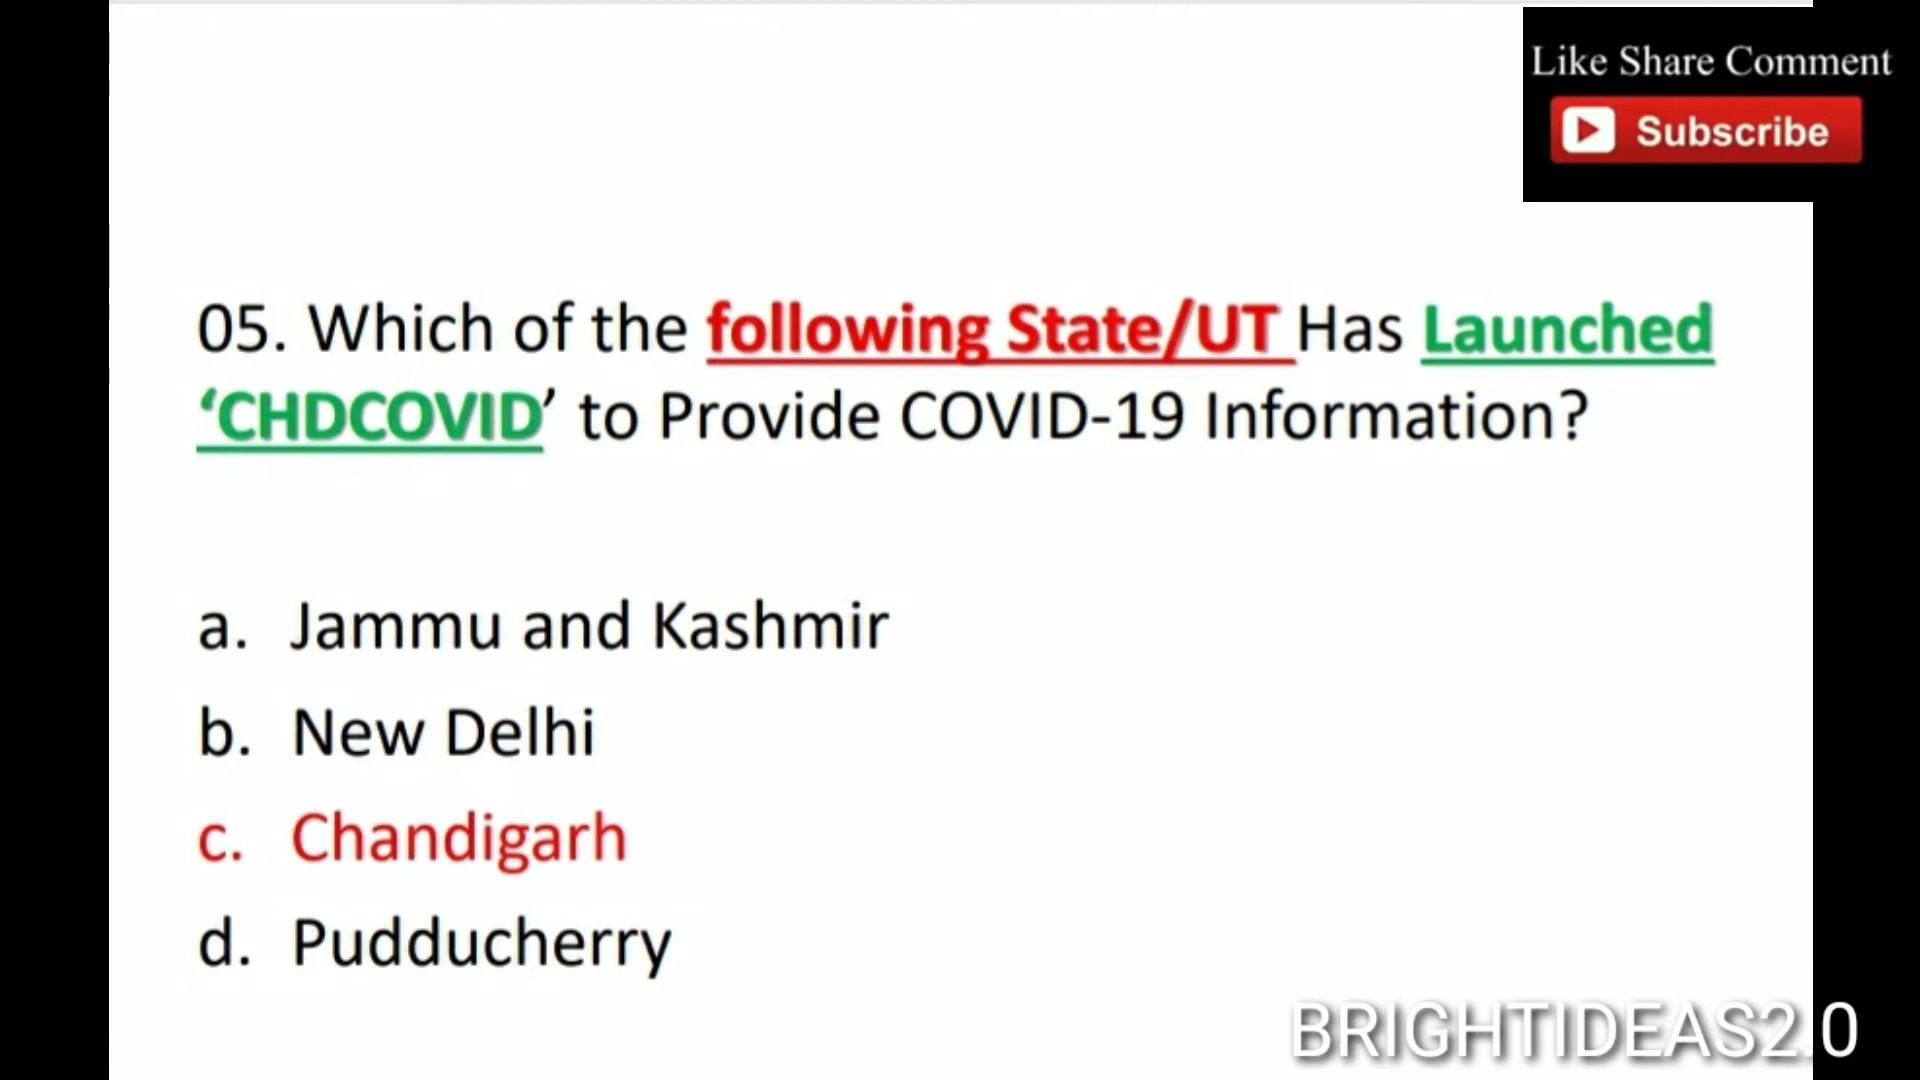 Like Share Comment
Subscribe
05. Which of the following State/UT Has Launched
‘CHDCOVID’ to Provide COVID-19 Information?
a. Jammu and Kashmir
b. New Delhi
c. Chandigarh
d. Pudducherry
BRIGHTIDEAS2.0